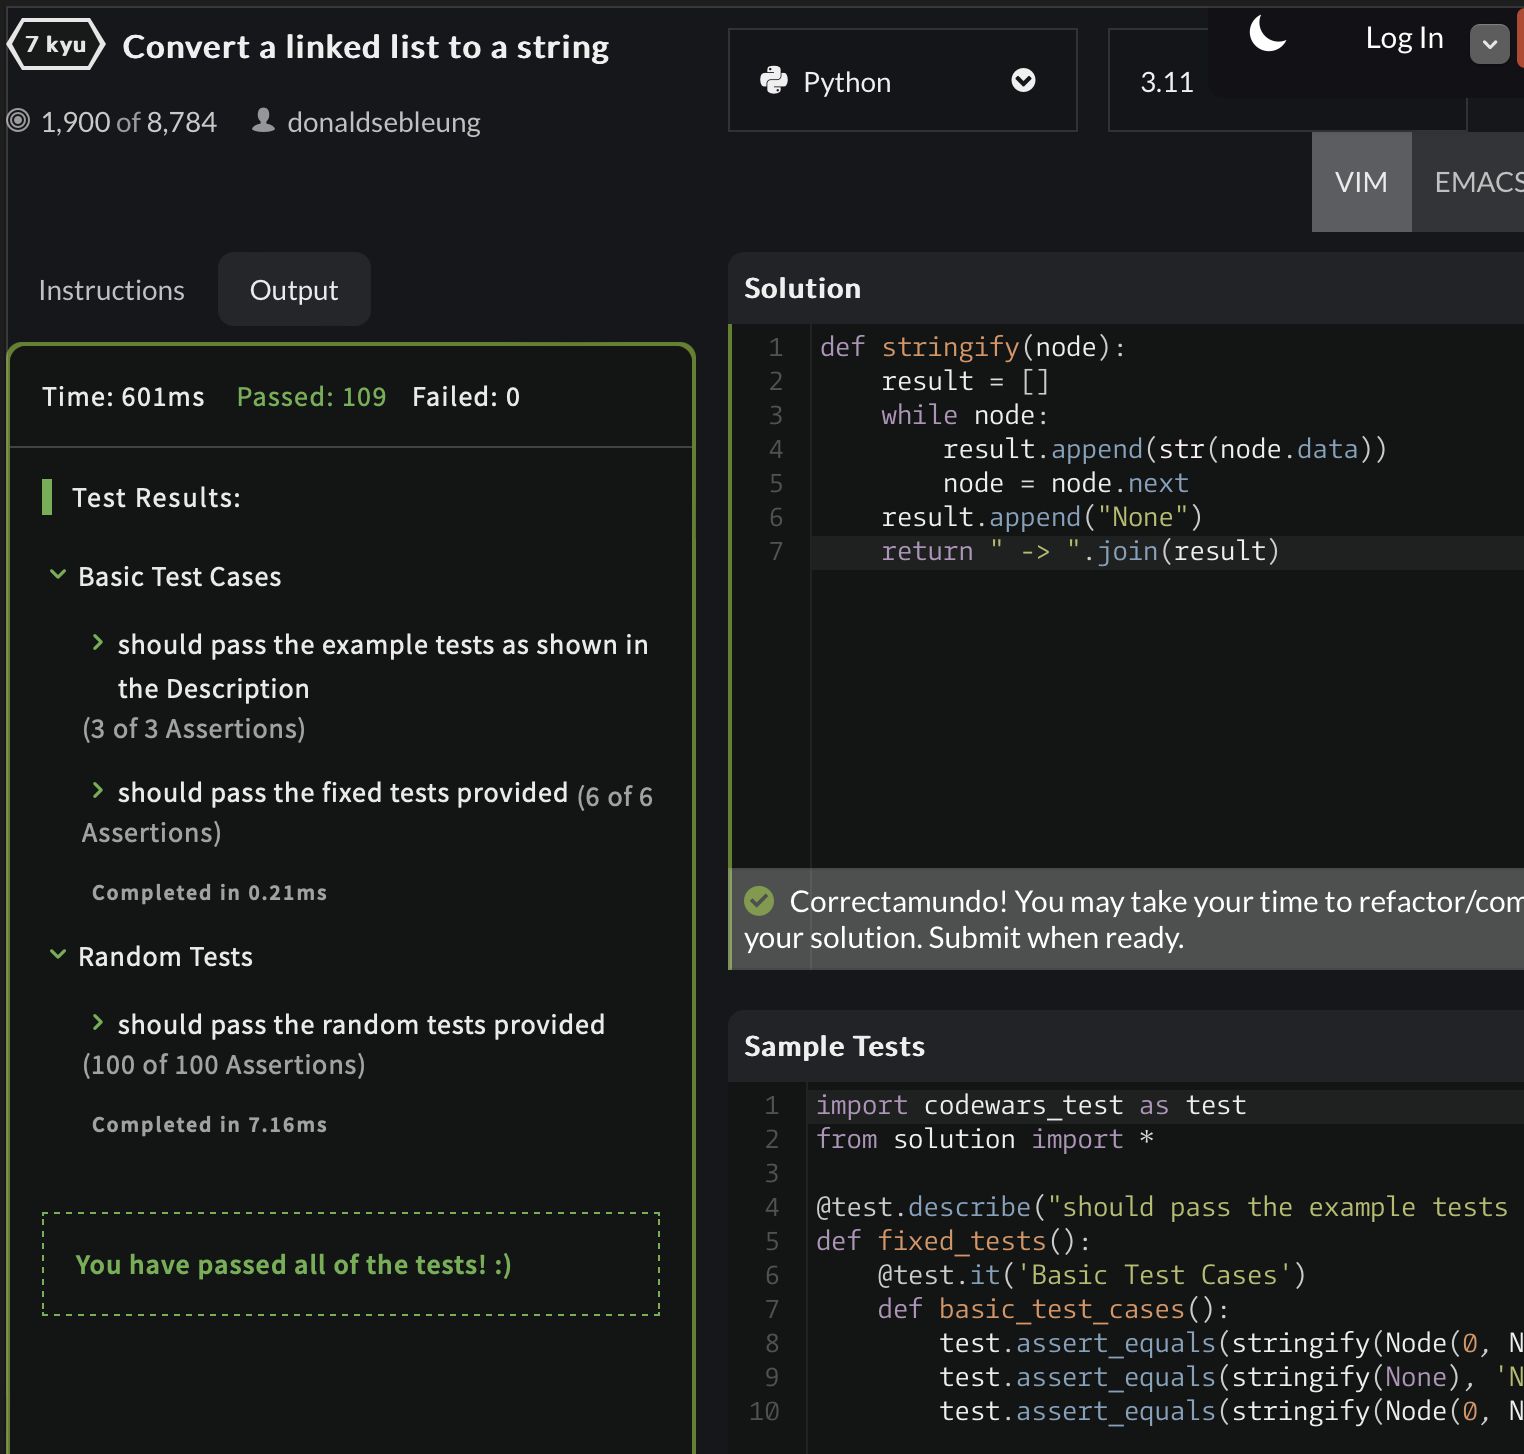 7 kyu
Convert a linked list to a string
1,900 of 8,784 donaldsebleung
Python
3.11
Log In
VIM
EMACS
Instructions
Output
Time: 601ms Passed: 109 Failed: 0
Test Results:
Basic Test Cases
should pass the example tests as shown in
the Description
(3 of 3 Assertions)
should pass the fixed tests provided (6 of 6
Assertions)
Completed in 0.21ms
Random Tests
should pass the random tests provided
(100 of 100 Assertions)
Completed in 7.16ms
You have passed all of the tests! :)
Solution
1 def stringify(node):
2     result = []
3     while node:
4         result.append(str(node.data))
5         node = node.next
6     result.append("None")
7     return " -> ".join(result)
Correctamundo! You may take your time to refactor/com
your solution. Submit when ready.
Sample Tests
1 import codewars_test as test
2 from solution import *
3
4 @test.describe("should pass the example tests
5 def fixed_tests():
6     @test.it('Basic Test Cases')
7     def basic_test_cases():
8         test.assert_equals(stringify(Node(0, N
9         test.assert_equals(stringify(None), 'N
10         test.assert_equals(stringify(Node(0, N